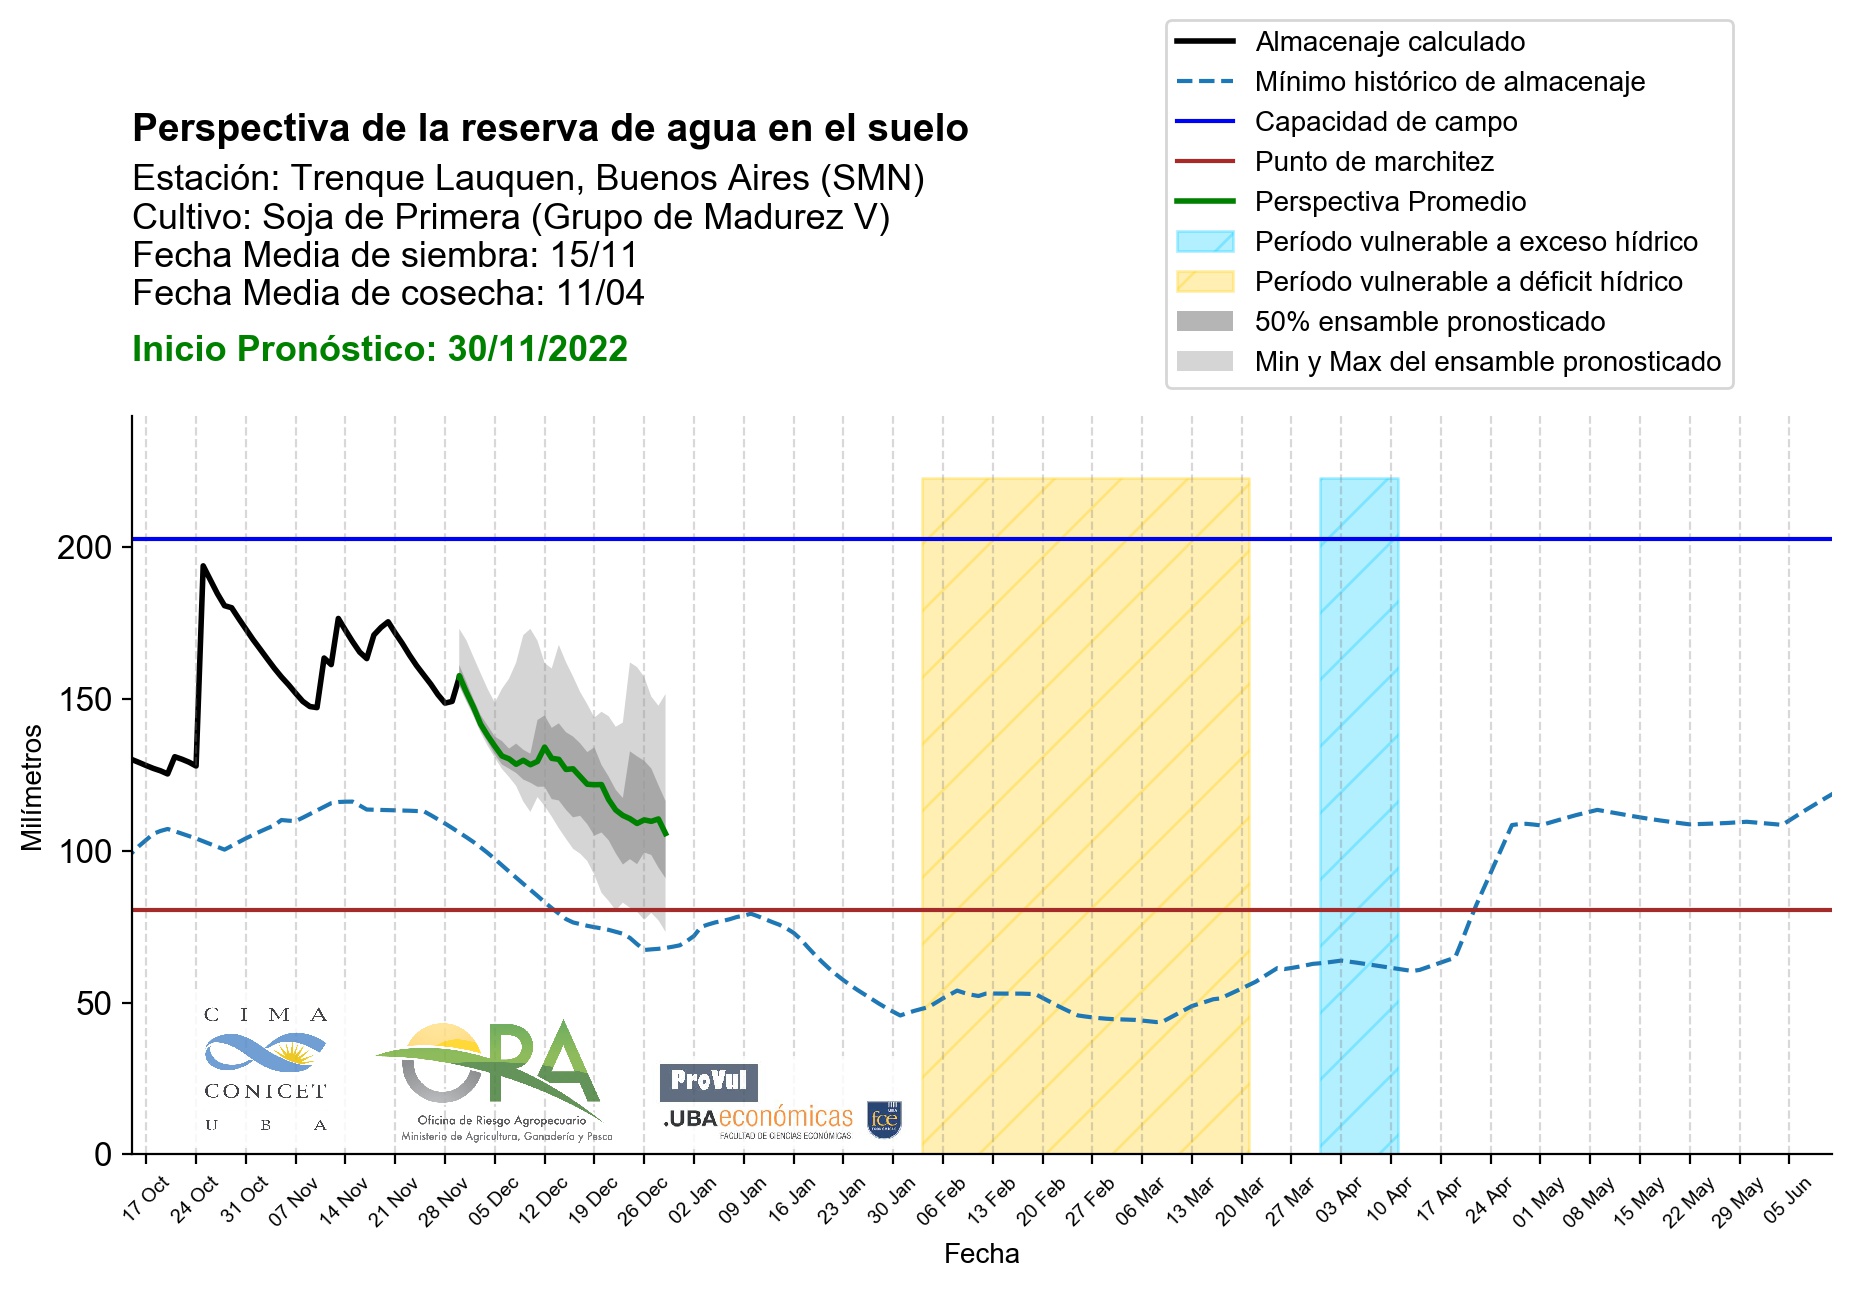 Almacenaje calculado
Mínimo histórico de almacenaje
Capacidad de campo
Punto de marchitez
Perspectiva Promedio
Período vulnerable a exceso hídrico
Período vulnerable a déficit hídrico
50% ensamble pronosticado
Min y Max del ensamble pronosticado
Perspectiva de la reserva de agua en el suelo
Estación: Trenque Lauquen, Buenos Aires (SMN)
Cultivo: Soja de Primera (Grupo de Madurez V)
Fecha Media de siembra: 15/11
Fecha Media de cosecha: 11/04
Inicio Pronóstico: 30/11/2022
Milímetros
200
150
100
50
0
CIMA
CONICET
UBA
ORA
Oficina de Riesgo Agropecuario
Ministerio de Agricultura, Ganadería y Pesca
ProVul
.UBAeconómicas
FACULTAD DE CIENCIAS ECONÓMICAS
UBA
fce
17 Oct
24 Oct
31 Oct
07 Nov
14 Nov
21 Nov
28 Nov
05 Dec
12 Dec
19 Dec
26 Dec
02 Jan
09 Jan
16 Jan
23 Jan
30 Jan
06 Feb
13 Feb
20 Feb
27 Feb
06 Mar
13 Mar
20 Mar
27 Mar
03 Apr
10 Apr
17 Apr
24 Apr
01 May
08 May
15 May
22 May
29 May
05 Jun
Fecha